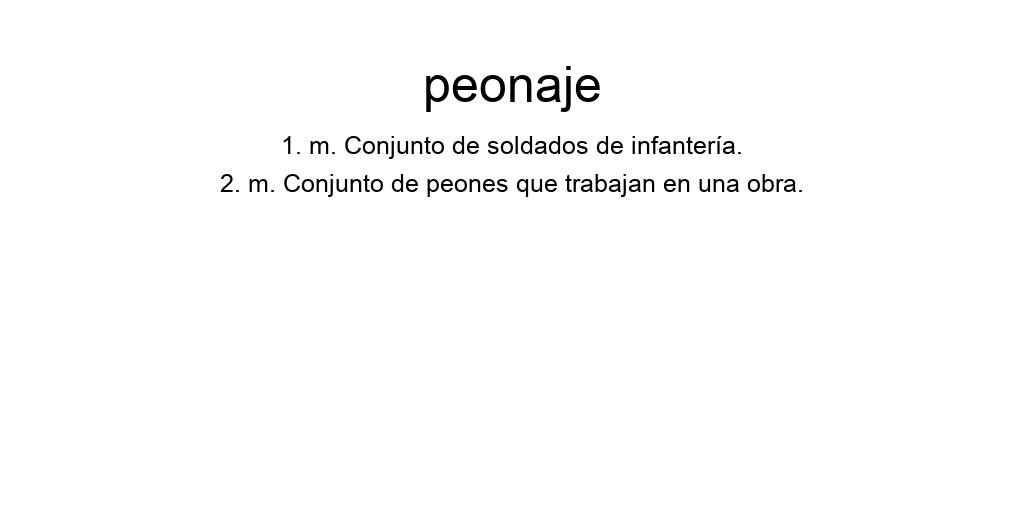 peonaje
1. m. Conjunto de soldados de infantería.
2. m. Conjunto de peones que trabajan en una obra.